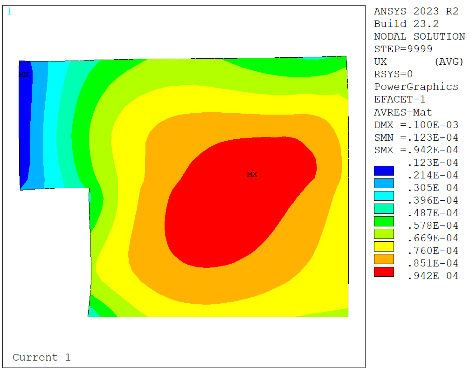 1
ANSYS 2023 R2
Build 23.2
NODAL SOLUTION
STEP=9999
UX (AVG)
RSYS=0
PowerGraphics
EFACET=1
AVRES=Mat
DMX =.100E-03
SMN =.123E-04
SMX =.942E-04
.123E-04
.214E-04
.305E-04
.396E-04
.487E-04
.578E-04
.669E-04
.760E-04
.851E-04
.942E-04
MX
Current 1